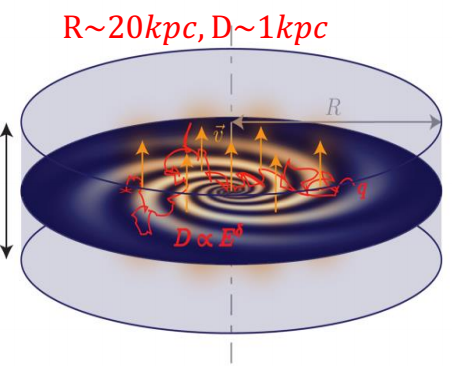 R~20kpc, D~1kpc
R
v⃗
q
D ∝ E^δ